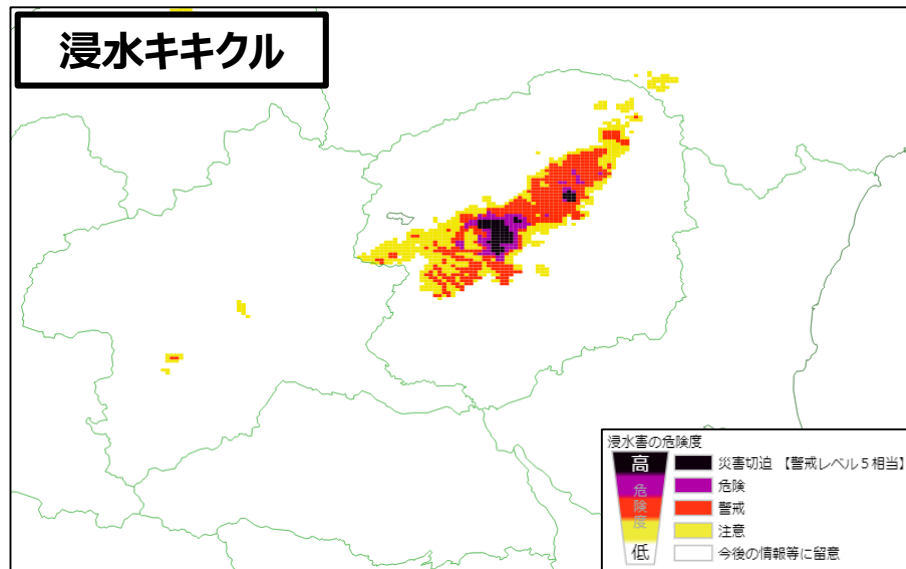 浸水キキクル
浸水害の危険度
高
危険度
低
災害切迫 【警戒レベル5相当】
危険
警戒
注意
今後の情報等に留意